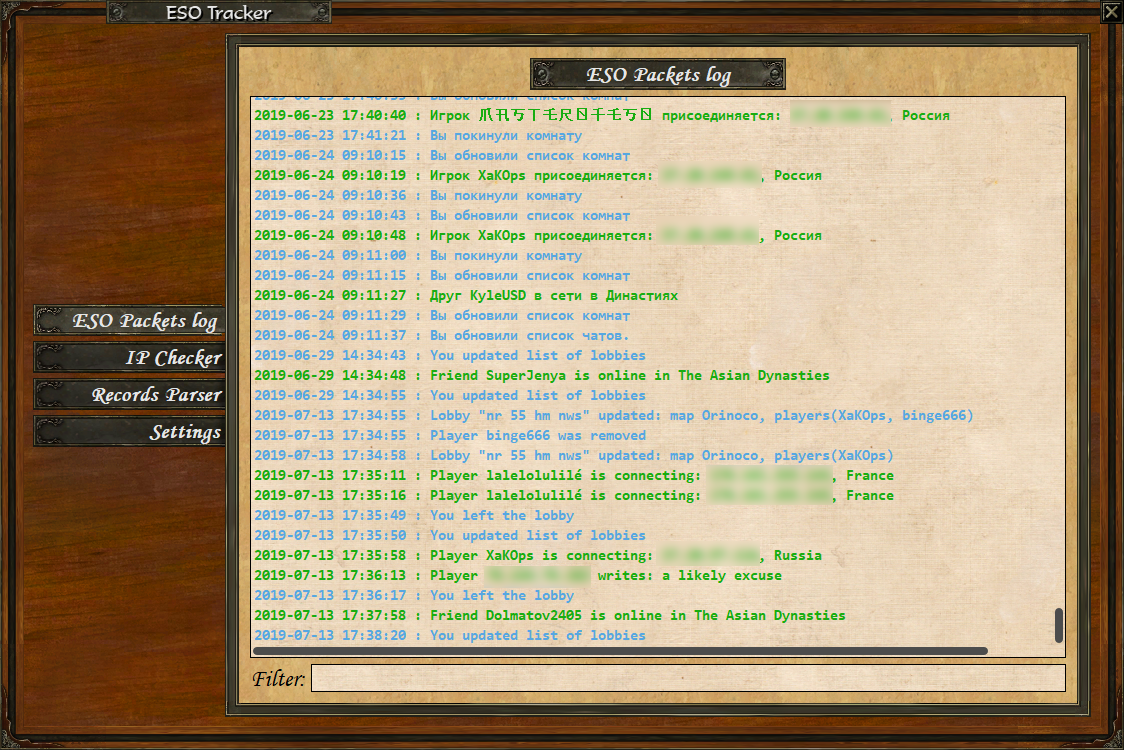 ESO Tracker
ESO Packets log
ESO Packets log
IP Checker
Records Parser
Settings
Вы обновили список комнат
2019-06-23 17:40:40 : Игрок присоединяется: , Россия
2019-06-23 17:41:21 : Вы покинули комнату
2019-06-24 09:10:15 : Вы обновили список комнат
2019-06-24 09:10:19 : Игрок XaKOps присоединяется: , Россия
2019-06-24 09:10:36 : Вы покинули комнату
2019-06-24 09:10:43 : Вы обновили список комнат
2019-06-24 09:10:48 : Игрок XaKOps присоединяется: , Россия
2019-06-24 09:11:00 : Вы покинули комнату
2019-06-24 09:11:15 : Вы обновили список комнат
2019-06-24 09:11:27 : Друг KyleUSD в сети в Династиях
2019-06-24 09:11:29 : Вы обновили список комнат
2019-06-24 09:11:37 : Вы обновили список чатов.
2019-06-29 14:34:43 : You updated list of lobbies
2019-06-29 14:34:48 : Friend SuperJenya is online in The Asian Dynasties
2019-06-29 14:34:55 : You updated list of lobbies
2019-07-13 17:34:55 : Lobby "nr 55 hm nws" updated: map Orinoco, players(XaKOps, binge666)
2019-07-13 17:34:55 : Player binge666 was removed
2019-07-13 17:34:58 : Lobby "nr 55 hm nws" updated: map Orinoco, players(XaKOps)
2019-07-13 17:35:11 : Player lalelolulilé is connecting: , France
2019-07-13 17:35:16 : Player lalelolulilé is connecting: , France
2019-07-13 17:35:49 : You left the lobby
2019-07-13 17:35:50 : You updated list of lobbies
2019-07-13 17:35:58 : Player XaKOps is connecting: , Russia
2019-07-13 17:36:13 : Player writes: a likely excuse
2019-07-13 17:36:17 : You left the lobby
2019-07-13 17:37:58 : Friend Dolmatov2405 is online in The Asian Dynasties
2019-07-13 17:38:20 : You updated list of lobbies
Filter: